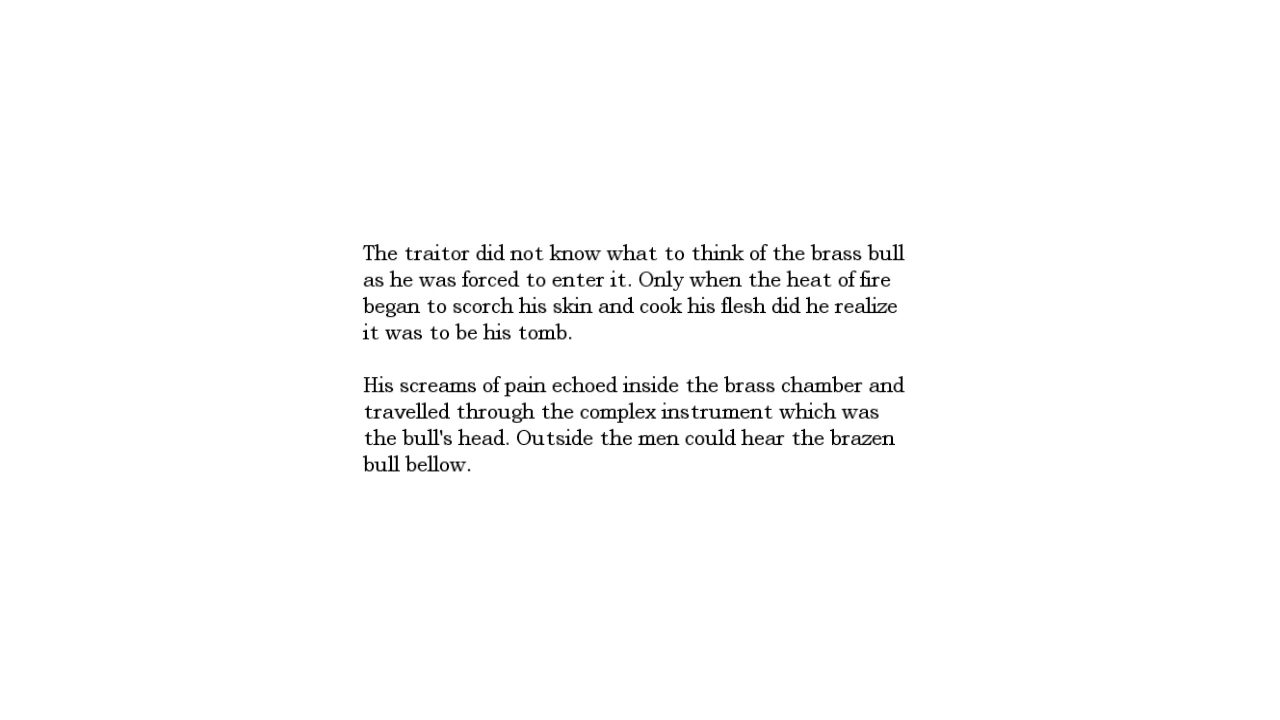 The traitor did not know what to think of the brass bull
as he was forced to enter it. Only when the heat of fire
began to scorch his skin and cook his flesh did he realize
it was to be his tomb.
His screams of pain echoed inside the brass chamber and
travelled through the complex instrument which was
the bull's head. Outside the men could hear the brazen
bull bellow.